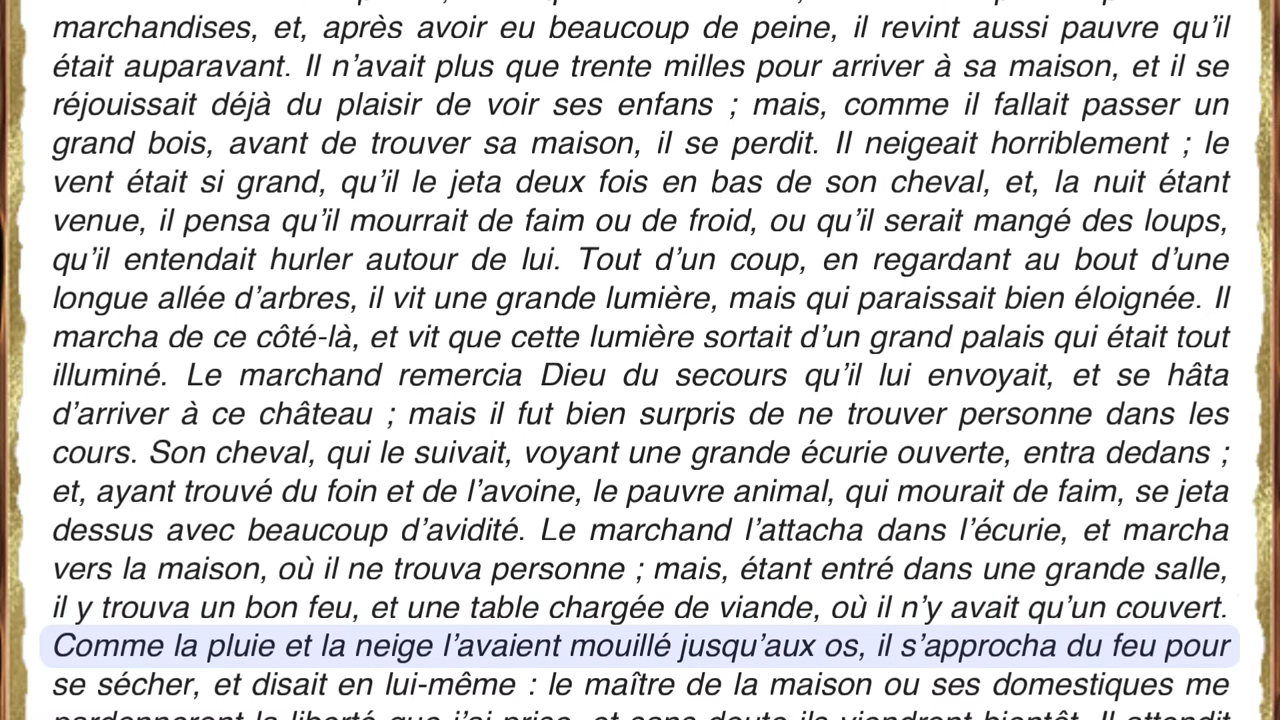 marchandises, et, après avoir eu beaucoup de peine, il revint aussi pauvre qu’il
était auparavant. Il n’avait plus que trente milles pour arriver à sa maison, et il se
réjouissait déjà du plaisir de voir ses enfans ; mais, comme il fallait passer un
grand bois, avant de trouver sa maison, il se perdit. Il neigeait horriblement ; le
vent était si grand, qu’il le jeta deux fois en bas de son cheval, et, la nuit étant
venue, il pensa qu’il mourrait de faim ou de froid, ou qu’il serait mangé des loups,
qu’il entendait hurler autour de lui. Tout d’un coup, en regardant au bout d’une
longue allée d’arbres, il vit une grande lumière, mais qui paraissait bien éloignée. Il
marcha de ce côté-là, et vit que cette lumière sortait d’un grand palais qui était tout
illuminé. Le marchand remercia Dieu du secours qu’il lui envoyait, et se hâta
d’arriver à ce château ; mais il fut bien surpris de ne trouver personne dans les
cours. Son cheval, qui le suivait, voyant une grande écurie ouverte, entra dedans ;
et, ayant trouvé du foin et de l’avoine, le pauvre animal, qui mourait de faim, se jeta
dessus avec beaucoup d’avidité. Le marchand l’attacha dans l’écurie, et marcha
vers la maison, où il ne trouva personne ; mais, étant entré dans une grande salle,
il y trouva un bon feu, et une table chargée de viande, où il n’y avait qu’un couvert.
Comme la pluie et la neige l’avaient mouillé jusqu’aux os, il s’approcha du feu pour
se sécher, et disait en lui-même : le maître de la maison ou ses domestiques me
pardonneront la liberté que j’ai prise, et sans doute ils viendront bientôt. Il attendit